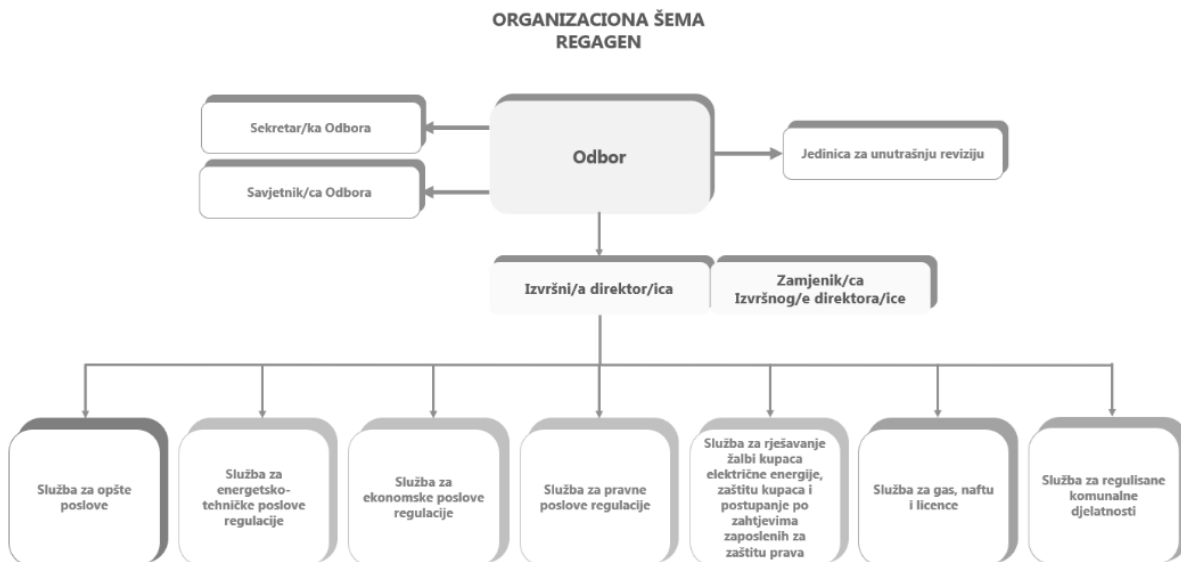 ORGANIZACIONA ŠEMA
REGAGEN
Sekretar/ka Odbora
Savjetnik/ca Odbora
Odbor
Jedinica za unutrašnju reviziju
Izvršni/a direktor/ica
Zamjenik/ca
Izvršnog/e direktora/ice
Služba za opšte
poslove
Služba za
energetsko-
tehničke poslove
regulacije
Služba za
ekonomske poslove
regulacije
Služba za pravne
poslove regulacije
Služba za rješavanje
žalbi kupaca
električne energije,
zaštitu kupaca i
postupanje po
zahtjevima
zaposlenih za
zaštitu prava
Služba za gas, naftu
i licence
Služba za regulisane
komunalne
djelatnosti